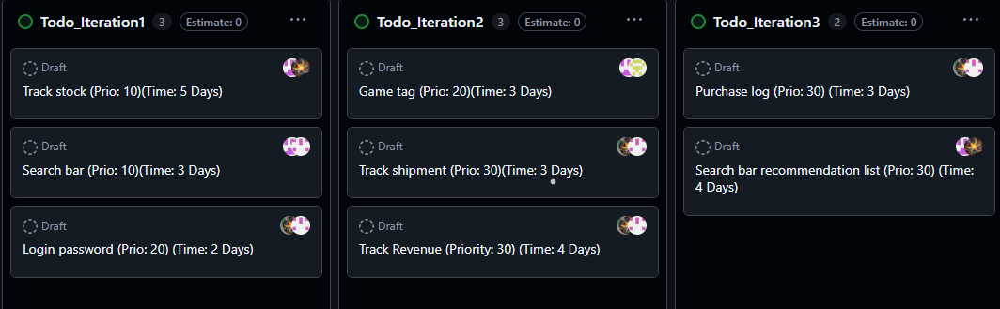 Todo_Iteration1 3 Estimate: 0 ...
Draft
Track stock (Prio: 10)(Time: 5 Days)
Draft
Search bar (Prio: 10)(Time: 3 Days)
Draft
Login password (Prio: 20) (Time: 2 Days)
Todo_Iteration2 3 Estimate: 0 ...
Draft
Game tag (Prio: 20)(Time: 3 Days)
Draft
Track shipment (Prio: 30)(Time: 3 Days)
Draft
Track Revenue (Priority: 30) (Time: 4 Days)
Todo_Iteration3 2 Estimate: 0 ...
Draft
Purchase log (Prio: 30) (Time: 3 Days)
Draft
Search bar recommendation list (Prio: 30) (Time:
4 Days)